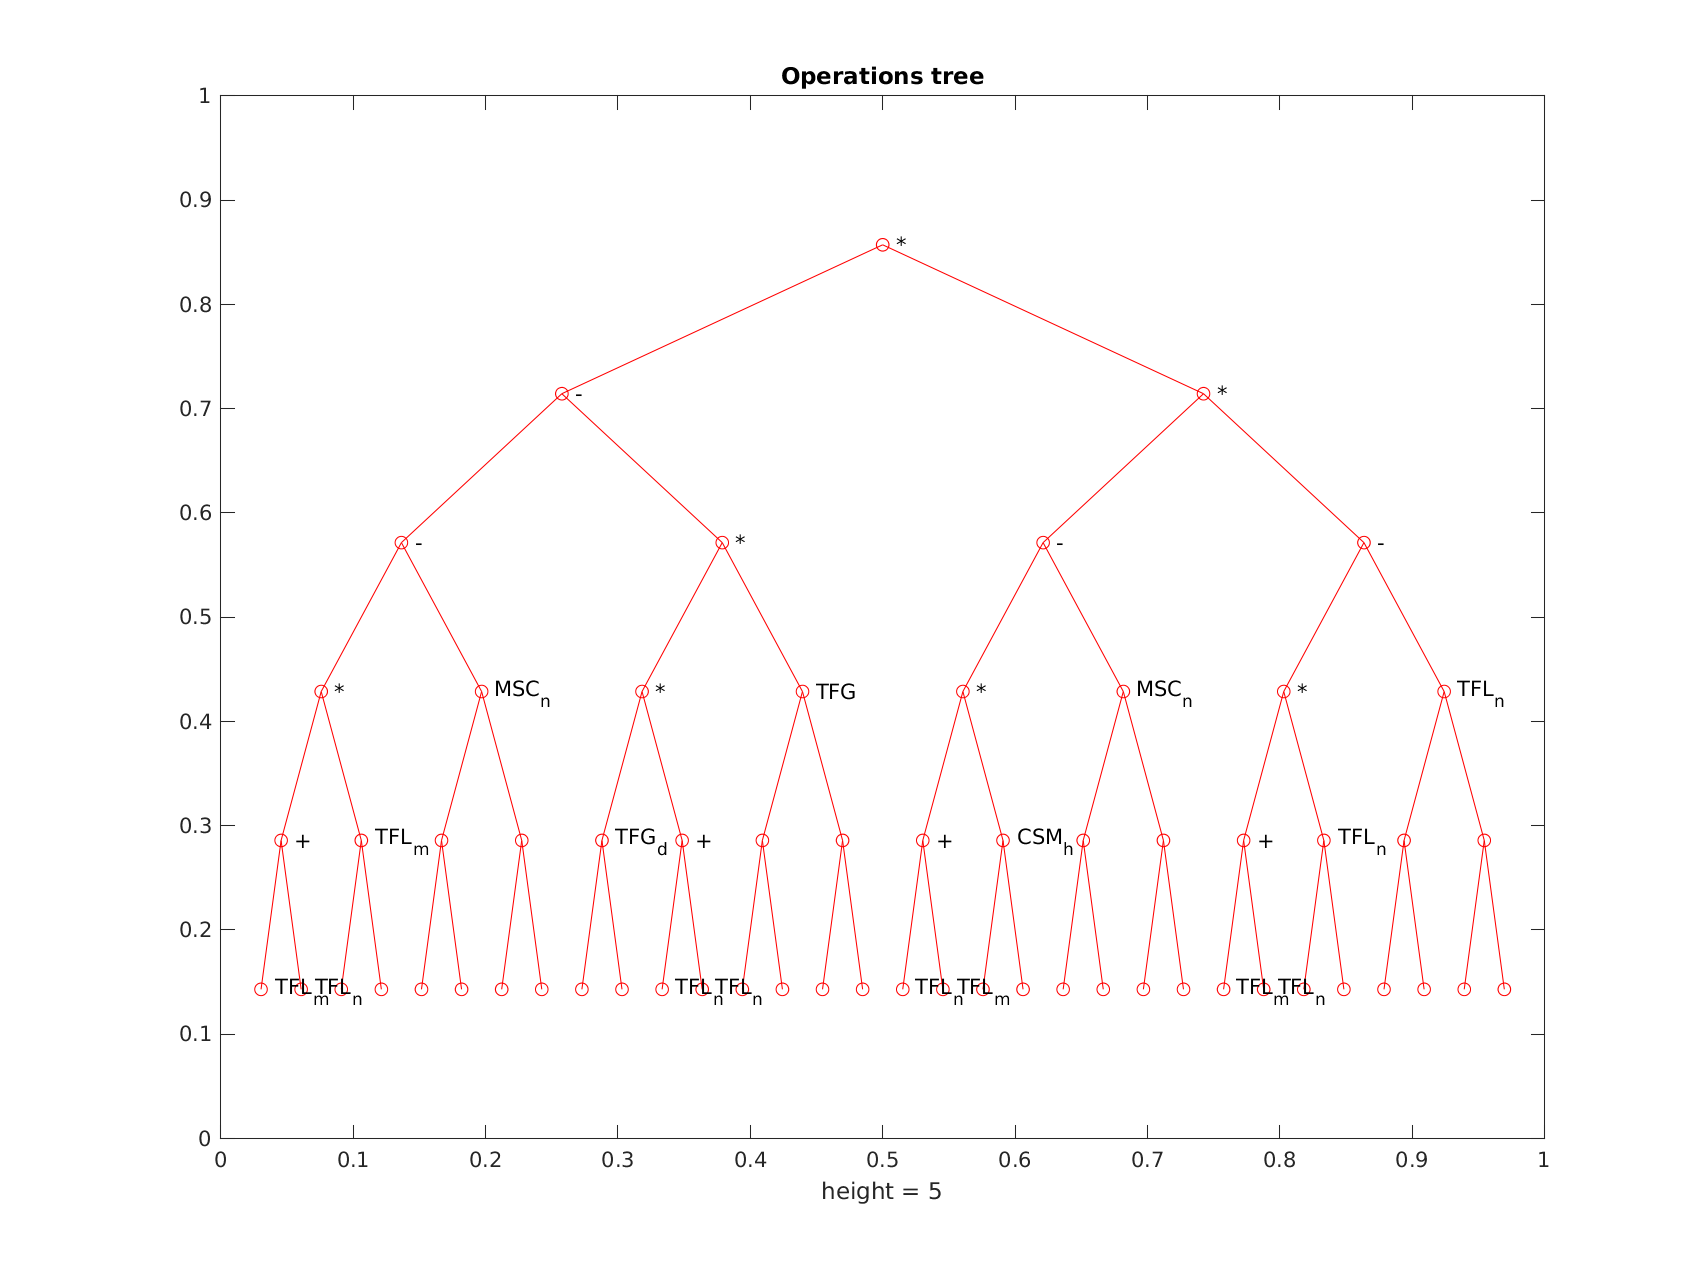 Operations tree
1
0.9
*
0.8
- *
0.7
0.6
- * - -
0.5
* MSC_n * TFG * MSC_n * TFL_n
0.4
0.3
+ TFL_m TFG_d + + CSM_h + TFL_n
0.2
TFL_m TFL_n TFL_n TFL_n TFL_n TFL_m TFL_m TFL_n
0.1
0
0 0.1 0.2 0.3 0.4 0.5 0.6 0.7 0.8 0.9 1
height = 5